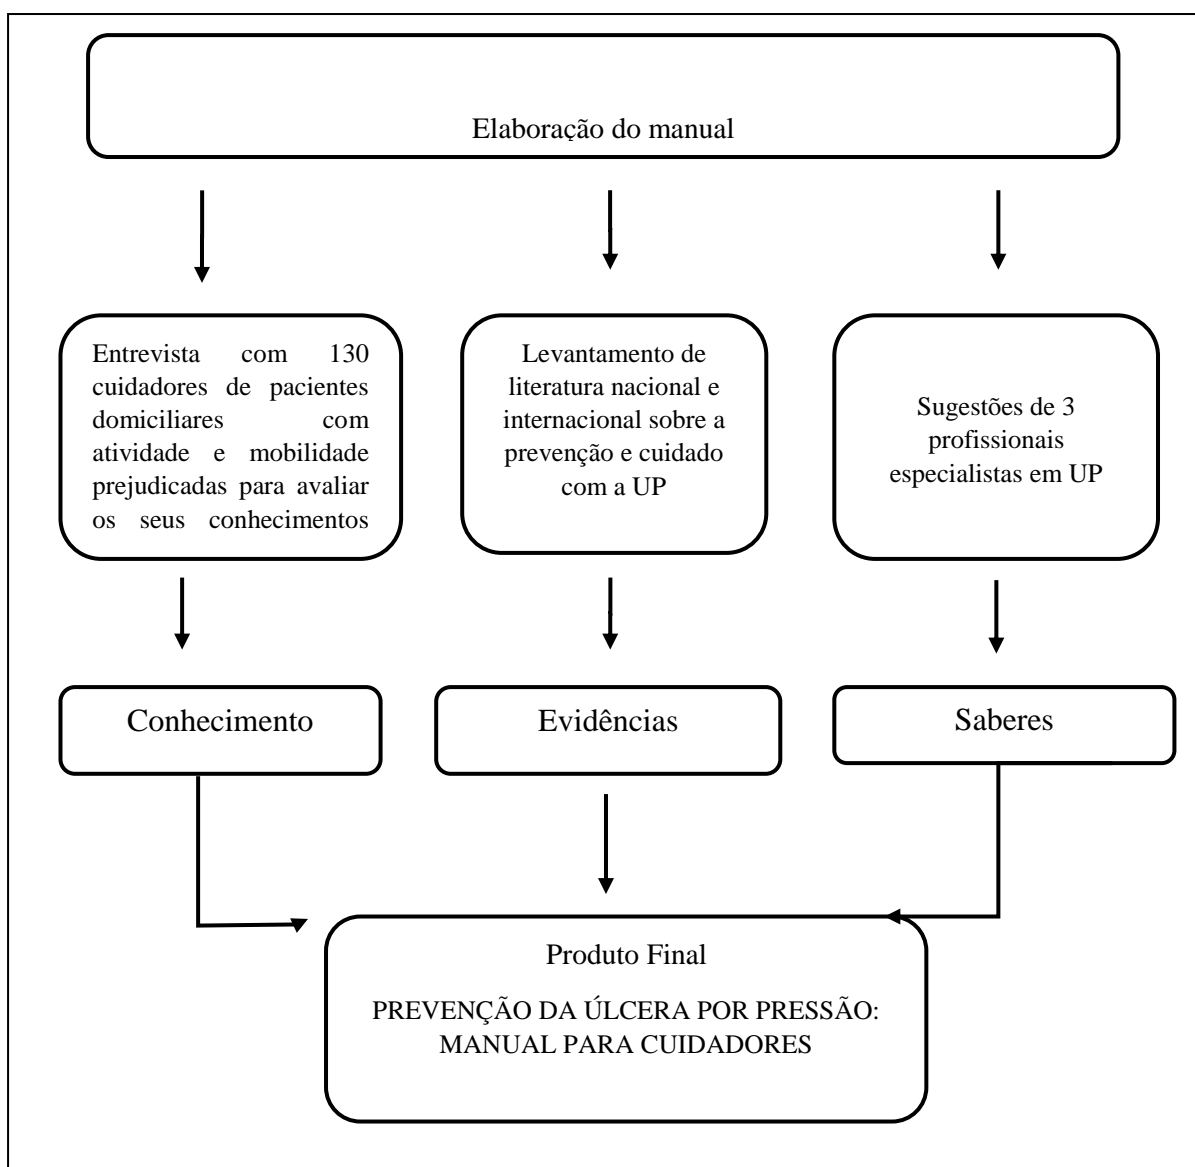 Elaboração do manual
Entrevista com 130
cuidadores de pacientes
domiciliares com
atividade e mobilidade
prejudicadas para avaliar
os seus conhecimentos
Levantamento de
literatura nacional e
internacional sobre a
prevenção e cuidado
com a UP
Sugestões de 3
profissionais
especialistas em UP
Conhecimento
Evidências
Saberes
Produto Final
PREVENÇÃO DA ÚLCERA POR PRESSÃO:
MANUAL PARA CUIDADORES